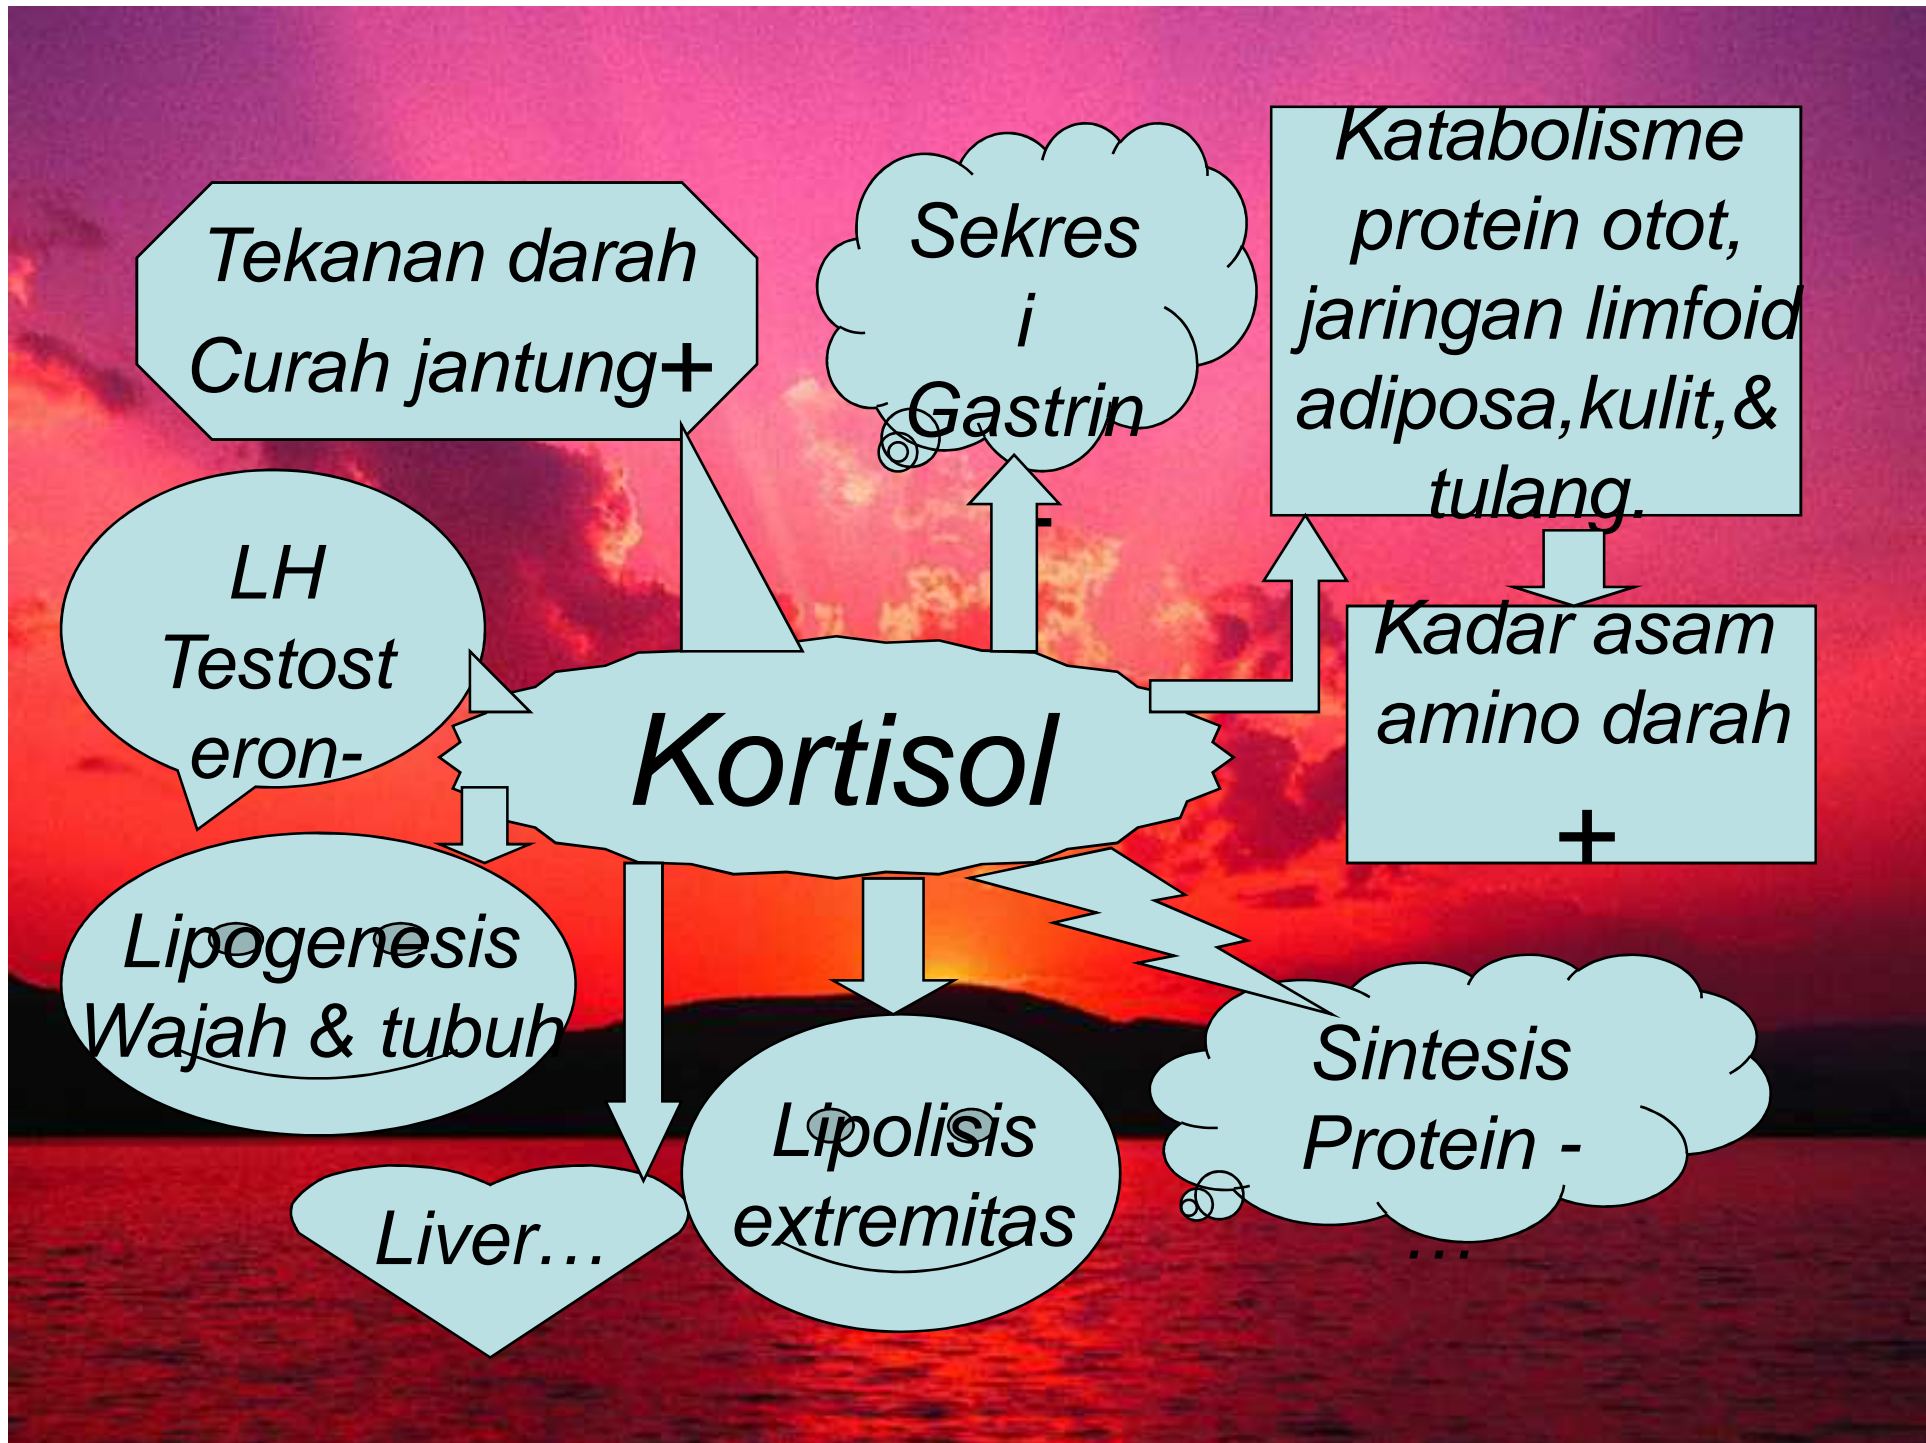 Tekanan darah
Curah jantung+
Sekres
i
Gastrin
-
Katabolisme
protein otot,
jaringan limfoid
adiposa,kulit,&
tulang.
Kadar asam
amino darah
+
LH
Testost
eron-
Kortisol
Lipogenesis
Wajah & tubuh
Liver…
Lipolisis
extremitas
Sintesis
Protein -
…